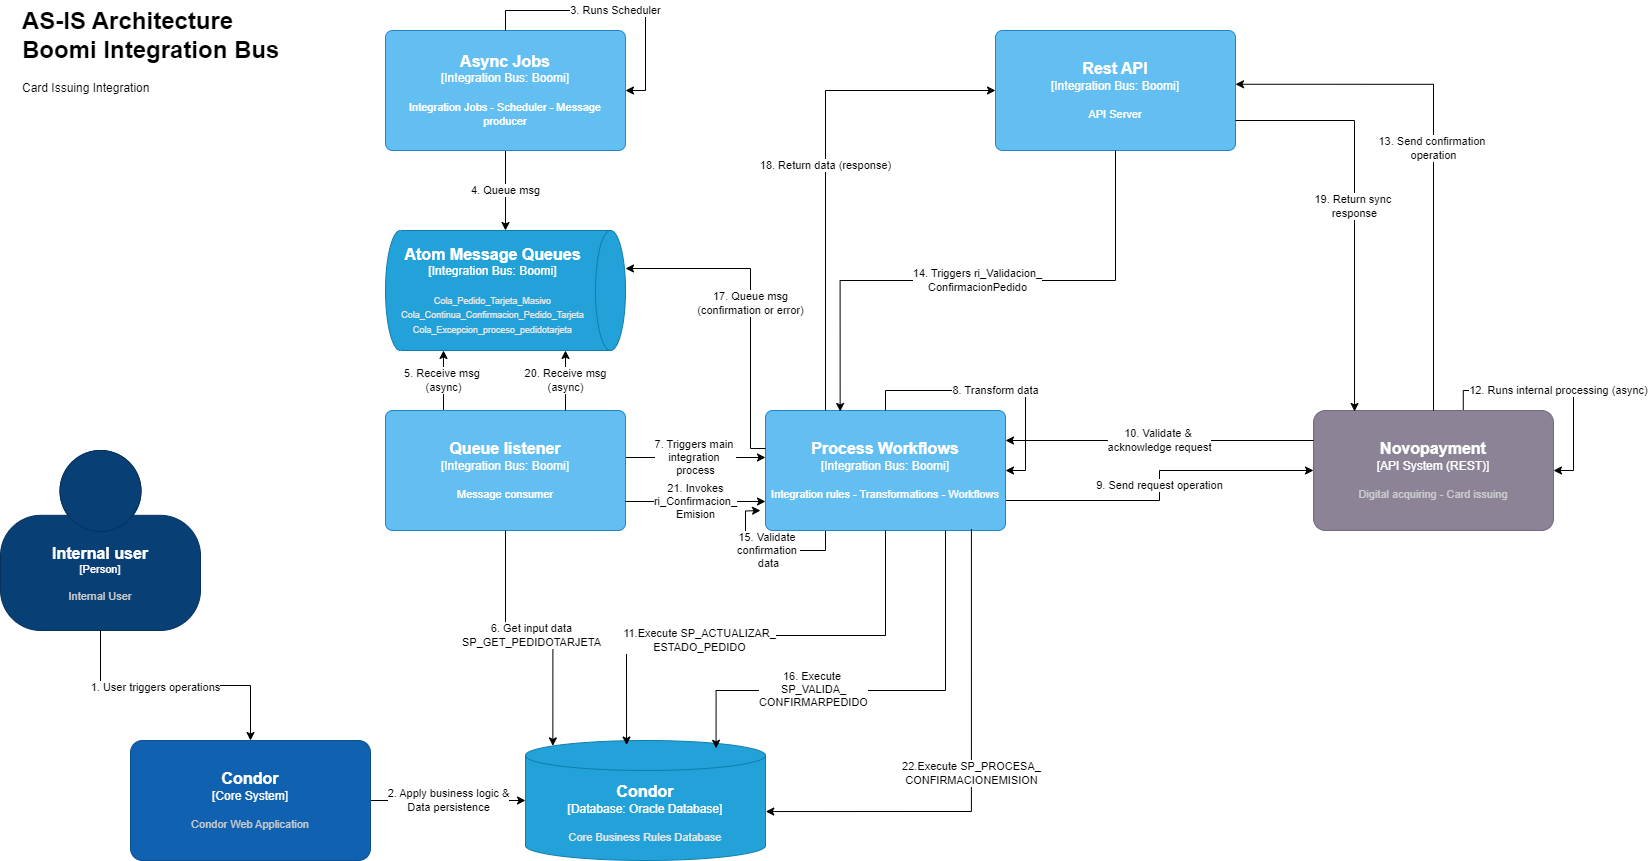 AS-IS Architecture
Boomi Integration Bus
Card Issuing Integration
3. Runs Scheduler
Async Jobs
[Integration Bus: Boomi]
Integration Jobs - Scheduler - Message
producer
Rest API
[Integration Bus: Boomi]
API Server
4. Queue msg
18. Return data (response)
13. Send confirmation
operation
19. Return sync
response
Atom Message Queues
[Integration Bus: Boomi]
Cola_Pedido_Tarjeta_Masivo
Cola_Continua_Confirmacion_Pedido_Tarjeta
Cola_Excepcion_proceso_pedidotarjeta
17. Queue msg
(confirmation or error)
14. Triggers ri_Validacion_
ConfirmacionPedido
5. Receive msg
(async)
20. Receive msg
(async)
8. Transform data
12. Runs internal processing (async)
Queue listener
[Integration Bus: Boomi]
Message consumer
7. Triggers main
integration
process
21. Invokes
ri_Confirmacion_
Emision
Process Workflows
[Integration Bus: Boomi]
Integration rules - Transformations - Workflows
10. Validate &
acknowledge request
9. Send request operation
Novopayment
[API System (REST)]
Digital acquiring - Card issuing
15. Validate
confirmation
data
Internal user
[Person]
Internal User
6. Get input data
SP_GET_PEDIDOTARJETA
11.Execute SP_ACTUALIZAR_
ESTADO_PEDIDO
16. Execute
SP_VALIDA_
CONFIRMARPEDIDO
1. User triggers operations
22.Execute SP_PROCESA_
CONFIRMACIONEMISION
Condor
[Core System]
Condor Web Application
2. Apply business logic &
Data persistence
Condor
[Database: Oracle Database]
Core Business Rules Database